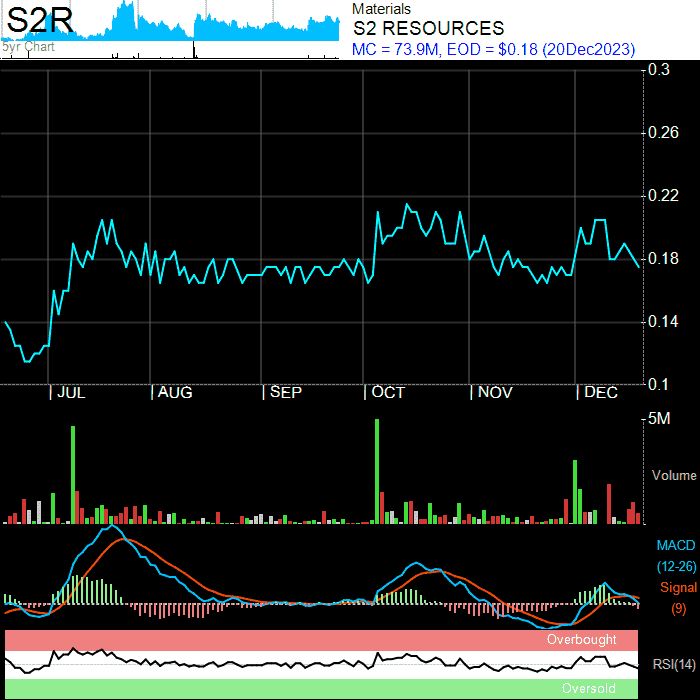 S2R
5yr Chart
Materials
S2 RESOURCES
MC = 73.9M, EOD = $0.18 (20Dec2023)
0.3
0.26
0.22
0.18
0.14
0.1
| JUL | AUG | SEP | OCT | NOV | DEC
5M
Volume
MACD
(12-26)
Signal
(9)
Overbought
RSI(14)
Oversold